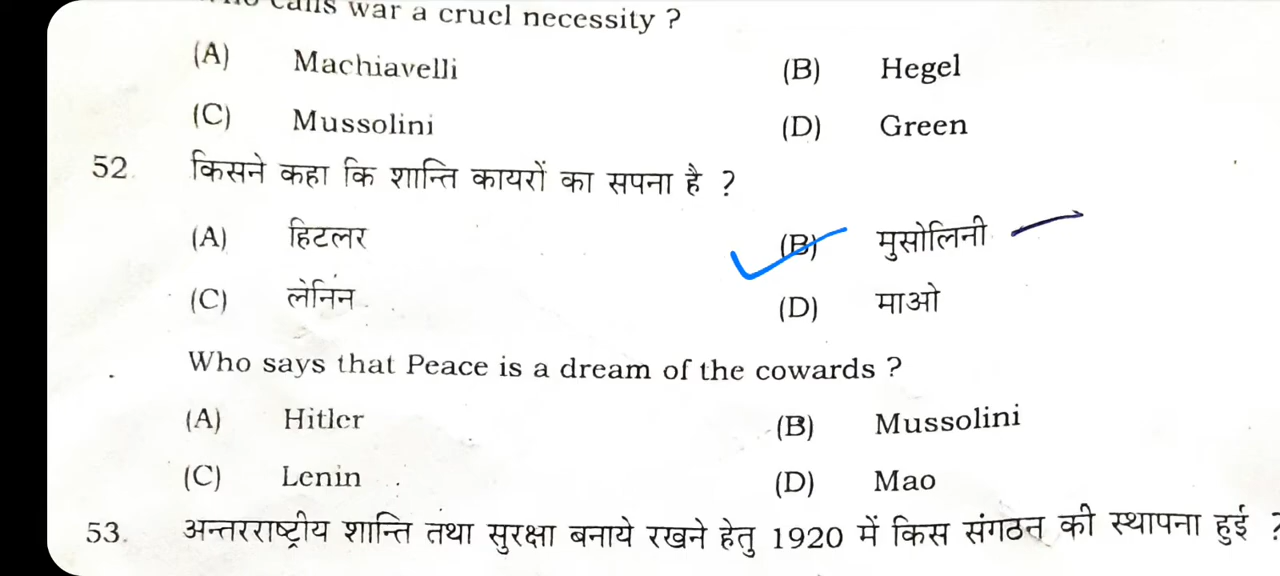 calls war a cruel necessity ?
(A) Machiavelli (B) Hegel
(C) Mussolini (D) Green
52. किसने कहा कि शान्ति कायरों का सपना है ?
(A) हिटलर (B) मुसोलिनी
(C) लेनिन (D) माओ
Who says that Peace is a dream of the cowards ?
(A) Hitler (B) Mussolini
(C) Lenin (D) Mao
53. अन्तरराष्ट्रीय शान्ति तथा सुरक्षा बनाये रखने हेतु 1920 में किस संगठन की स्थापना हुई ?